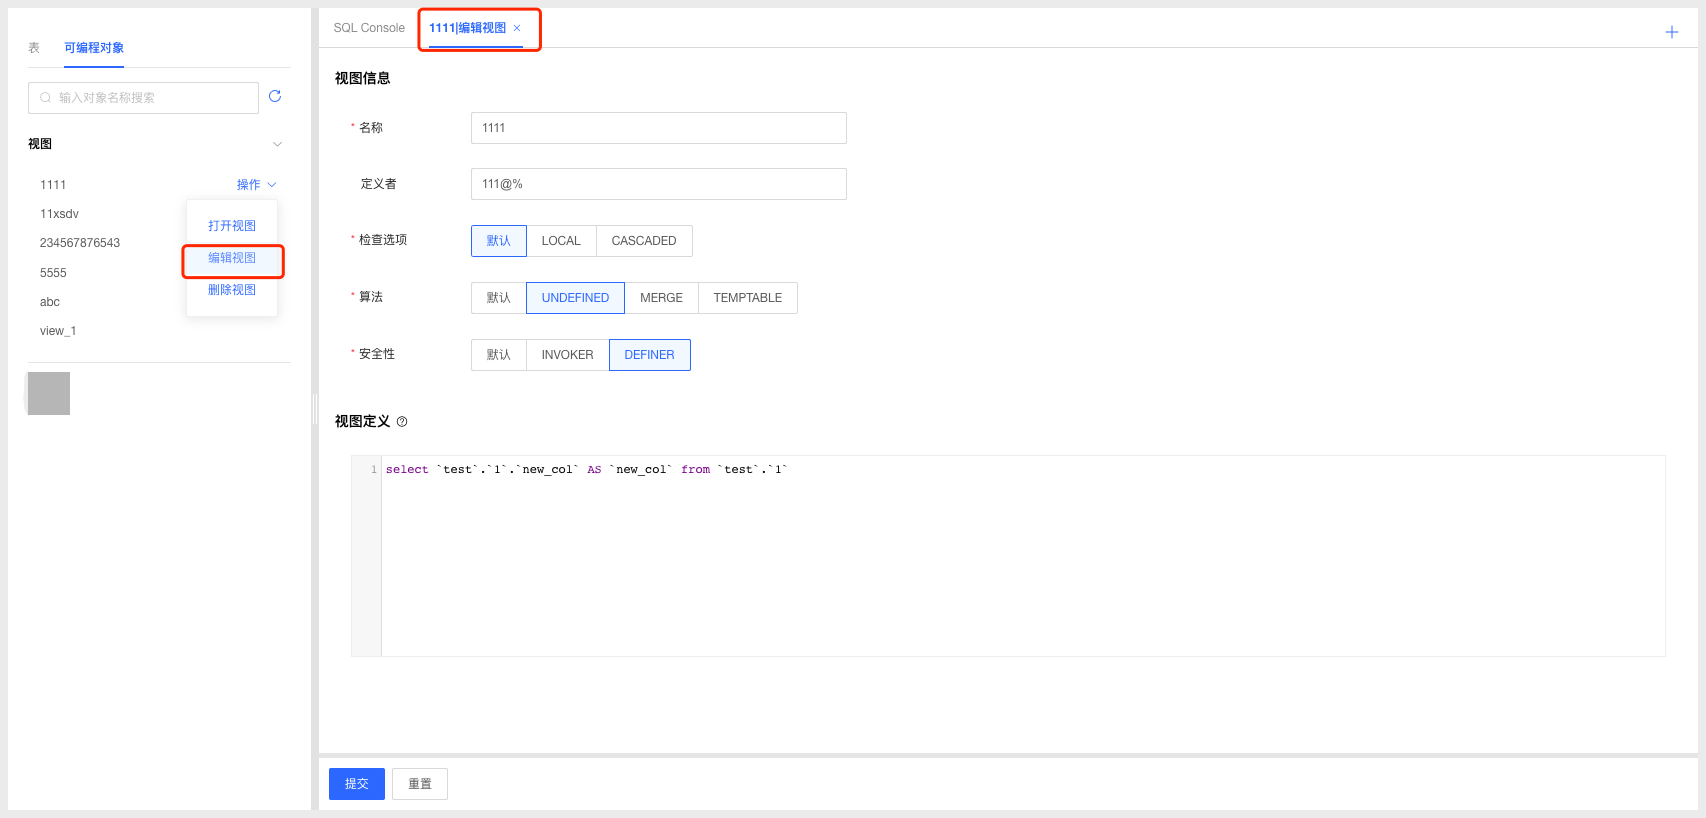 表 可编程对象
输入对象名称搜索
视图
1111 操作
11xsdv
234567876543
5555
abc
view_1
打开视图
编辑视图
删除视图
SQL Console 1111|编辑视图 ×
+
视图信息
* 名称 1111
定义者 111@%
* 检查选项 默认 LOCAL CASCADED
* 算法 默认 UNDEFINED MERGE TEMPTABLE
* 安全性 默认 INVOKER DEFINER
视图定义 ?
1 select `test`.`1`.`new_col` AS `new_col` from `test`.`1`
提交 重置